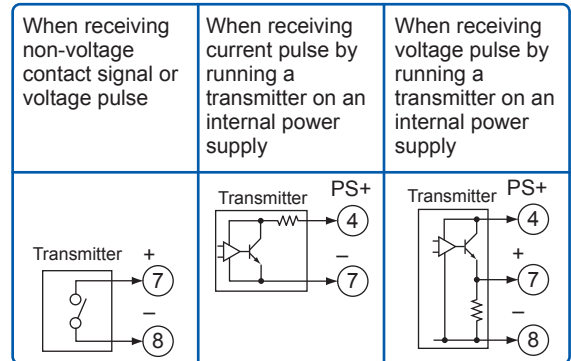 When receiving
non-voltage
contact signal or
voltage pulse
When receiving
current pulse by
running a
transmitter on an
internal power
supply
When receiving
voltage pulse by
running a
transmitter on an
internal power
supply
Transmitter +
7
–
8
Transmitter PS+
4
–
7
Transmitter PS+
4
+
7
–
8